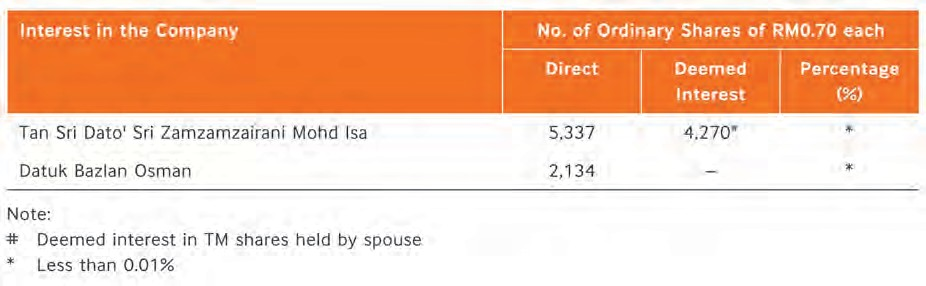 Interest in the Company No. of Ordinary Shares of RM0.70 each
Direct Deemed Interest Percentage (%)
Tan Sri Dato' Sri Zamzamzairani Mohd Isa 5,337 4,270# *
Datuk Bazlan Osman 2,134 – *
Note:
# Deemed interest in TM shares held by spouse
* Less than 0.01%